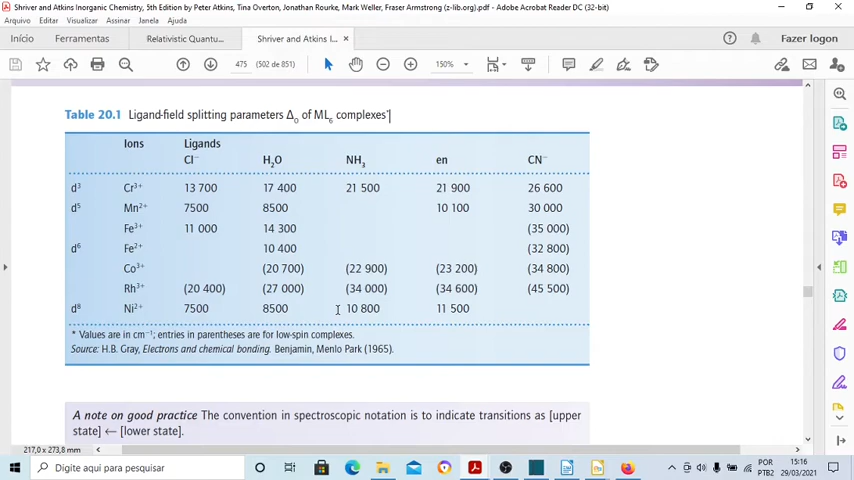 Shriver and Atkins Inorganic Chemistry, 5th Edition by Peter Atkins, Tina Overton, Jonathan Rourke, Mark Weller, Fraser Armstrong (z-lib.org).pdf - Adobe Acrobat Reader DC (32-bit)
Arquivo Editar Visualizar Assinar Janela Ajuda
Início Ferramentas Relativistic Quantu... Shriver and Atkins I... × Fazer logon
475 (502 de 851) 150%
Table 20.1 Ligand-field splitting parameters ΔO of ML6 complexes*
Ions Ligands
Cl⁻ H2O NH3 en CN⁻
d³ Cr³⁺ 13 700 17 400 21 500 21 900 26 600
d⁵ Mn²⁺ 7500 8500 10 100 30 000
Fe³⁺ 11 000 14 300 (35 000)
d⁶ Fe²⁺ 10 400 (32 800)
Co³⁺ (20 700) (22 900) (23 200) (34 800)
Rh³⁺ (20 400) (27 000) (34 000) (34 600) (45 500)
d⁸ Ni²⁺ 7500 8500 10 800 11 500
* Values are in cm⁻¹; entries in parentheses are for low-spin complexes.
Source: H.B. Gray, Electrons and chemical bonding. Benjamin, Menlo Park (1965).
A note on good practice The convention in spectroscopic notation is to indicate transitions as [upper
state] ← [lower state].
217,0 x 273,8 mm
Digite aqui para pesquisar
POR
PTB2
15:16
29/03/2021